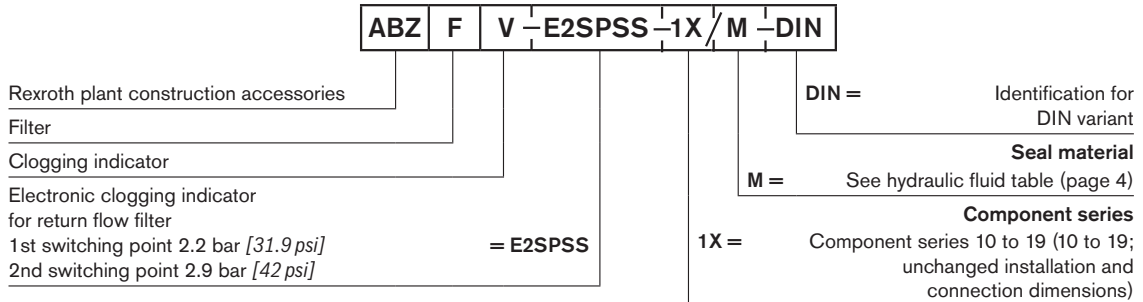 ABZ F V - E2SPSS - 1X / M - DIN
Rexroth plant construction accessories
Filter
Clogging indicator
Electronic clogging indicator
for return flow filter
1st switching point 2.2 bar [31.9 psi]
2nd switching point 2.9 bar [42 psi]
= E2SPSS
DIN = Identification for
DIN variant
Seal material
M = See hydraulic fluid table (page 4)
Component series
1X = Component series 10 to 19 (10 to 19;
unchanged installation and
connection dimensions)